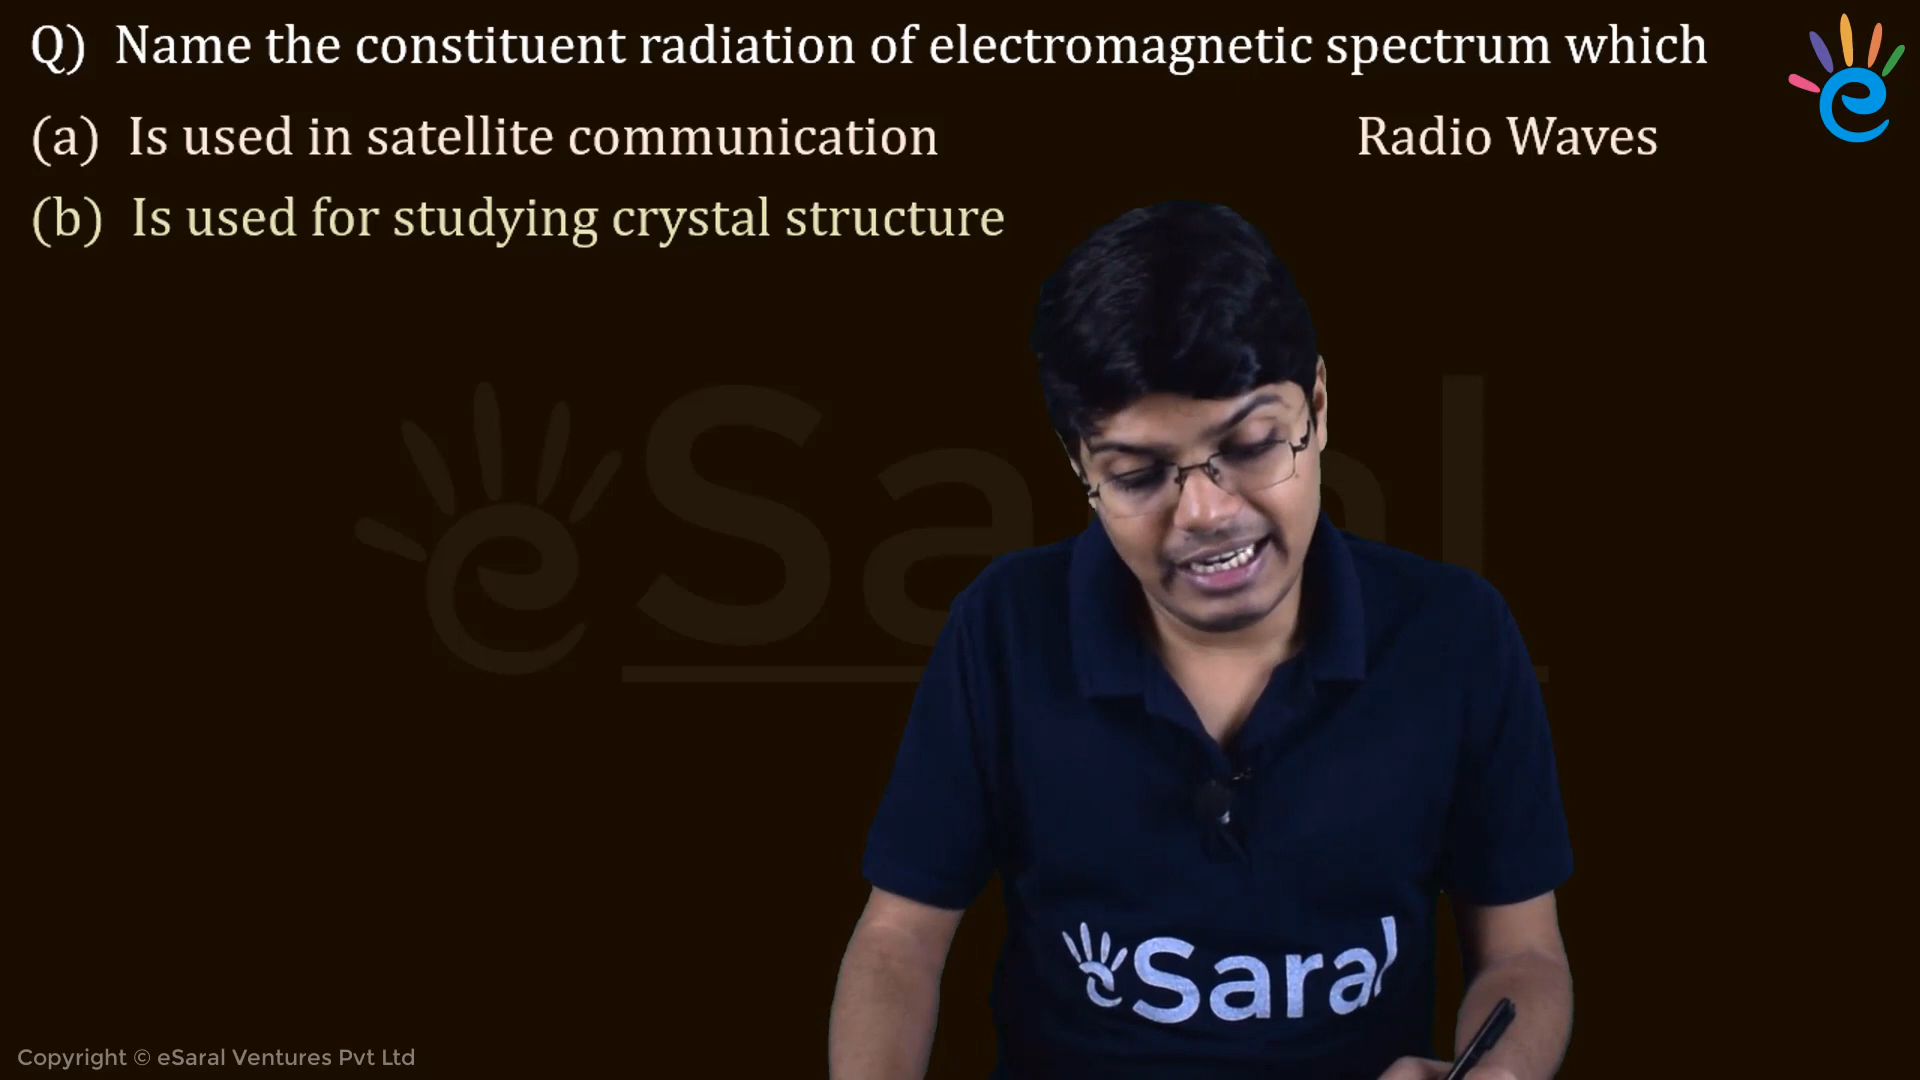 Q) Name the constituent radiation of electromagnetic spectrum which
(a) Is used in satellite communication Radio Waves
(b) Is used for studying crystal structure
eSaral
eSaral
Copyright © eSaral Ventures Pvt Ltd